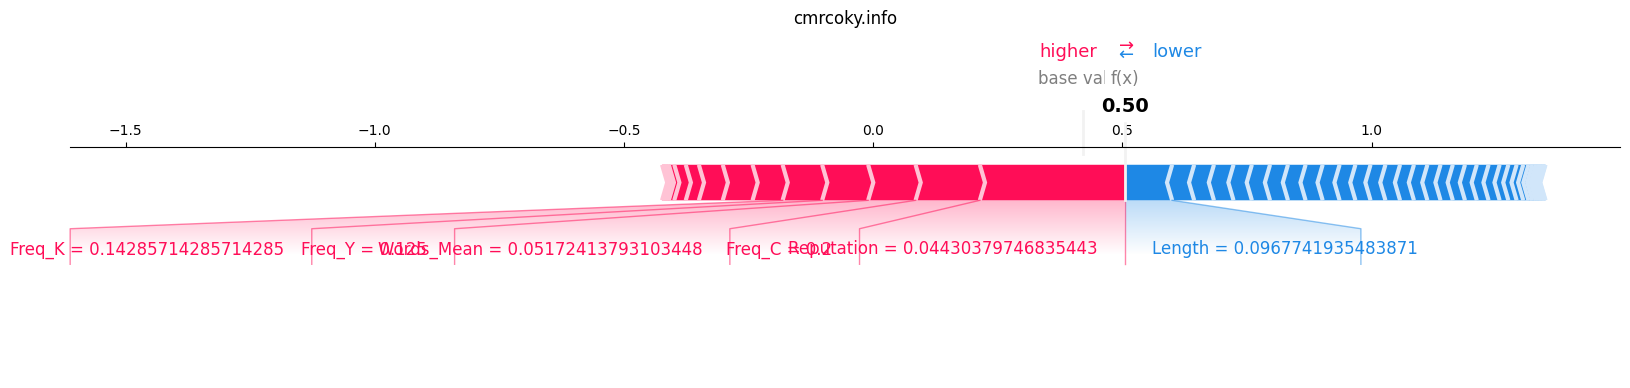 cmrcoky.info
higher → ← lower
base val f(x)
0.50
−1.5 −1.0 −0.5 0.0 0.5 1.0
Freq_K = 0.14285714285714285 Freq_Y = 0.125 Words_Mean = 0.05172413793103448 Freq_C = 0.2 Reputation = 0.04430379746835443 Length = 0.0967741935483871